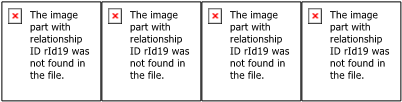 The image
part with
relationship
ID rId19 was
not found in
the file.
The image
part with
relationship
ID rId19 was
not found in
the file.
The image
part with
relationship
ID rId19 was
not found in
the file.
The image
part with
relationship
ID rId19 was
not found in
the file.